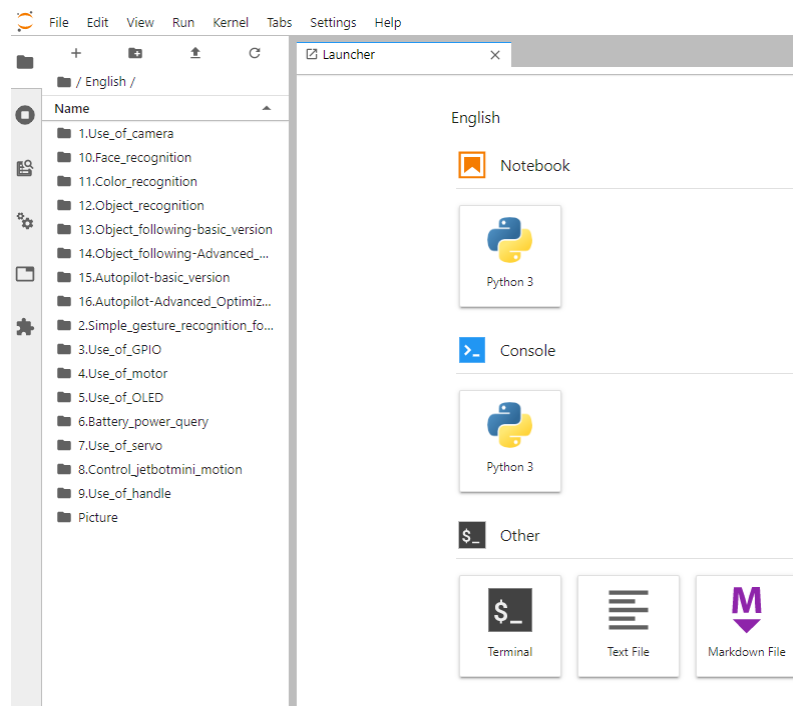 File Edit View Run Kernel Tabs Settings Help
Launcher
/ English /
Name
1.Use_of_camera
10.Face_recognition
11.Color_recognition
12.Object_recognition
13.Object_following-basic_version
14.Object_following-Advanced_...
15.Autopilot-basic_version
16.Autopilot-Advanced_Optimiz...
2.Simple_gesture_recognition_fo...
3.Use_of_GPIO
4.Use_of_motor
5.Use_of_OLED
6.Battery_power_query
7.Use_of_servo
8.Control_jetbotmini_motion
9.Use_of_handle
Picture
English
Notebook
Python 3
Console
Python 3
$_ Other
$_
Terminal
Text File
M
Markdown File